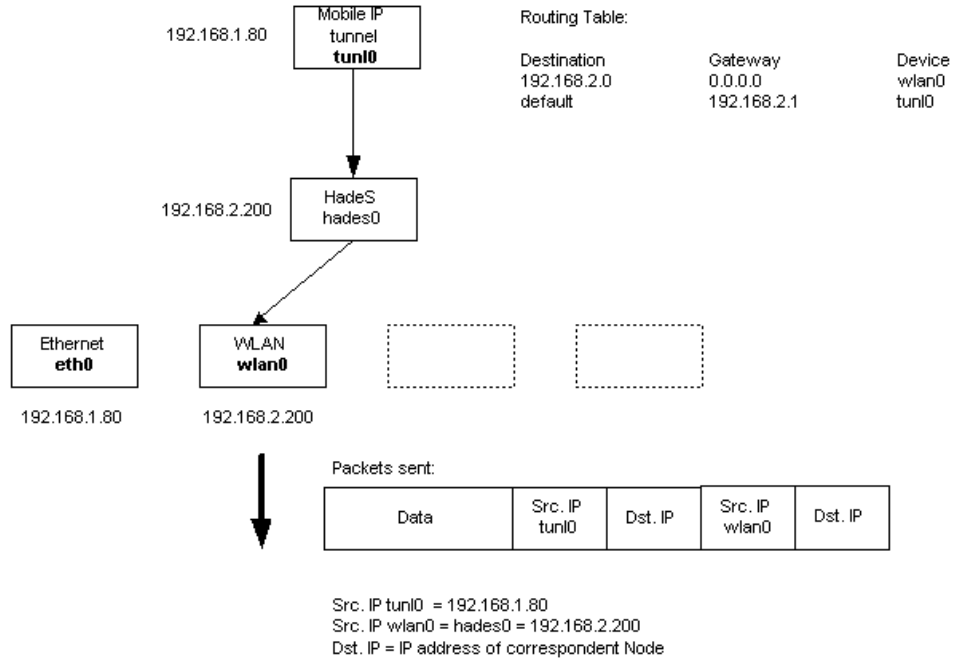 Mobile IP
tunnel
tunl0
192.168.1.80
Routing Table:
Destination Gateway Device
192.168.2.0 0.0.0.0 wlan0
default 192.168.2.1 tunl0
HadeS
hades0
192.168.2.200
Ethernet
eth0
WLAN
wlan0
192.168.1.80
192.168.2.200
Packets sent:
Data
Src. IP
tunl0
Dst. IP
Src. IP
wlan0
Dst. IP
Src. IP tunl0 = 192.168.1.80
Src. IP wlan0 = hades0 = 192.168.2.200
Dst. IP = IP address of correspondent Node